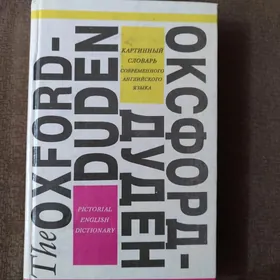 The OXFORD-
DUDEN
PICTORIAL
ENGLISH
DICTIONARY
КАРТИННЫЙ
СЛОВАРЬ
СОВРЕМЕННОГО
АНГЛИЙСКОГО
ЯЗЫКА
ОКСФОРД-
ДУДЕН